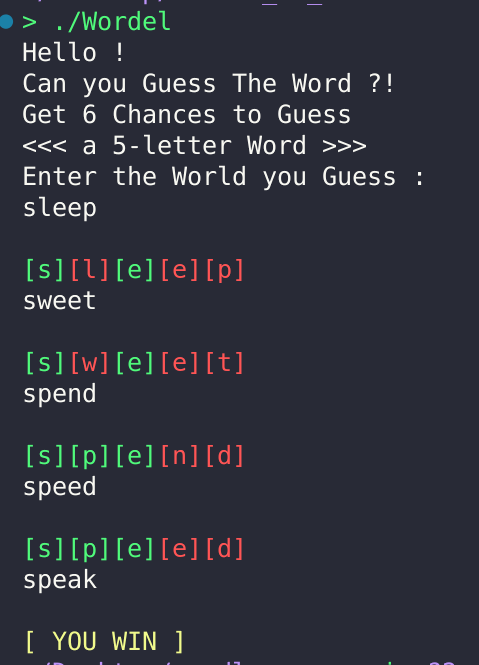 > ./Wordel
Hello !
Can you Guess The Word ?!
Get 6 Chances to Guess
<<< a 5-letter Word >>>
Enter the World you Guess :
sleep
[s][l][e][e][p]
sweet
[s][w][e][e][t]
spend
[s][p][e][n][d]
speed
[s][p][e][e][d]
speak
[ YOU WIN ]